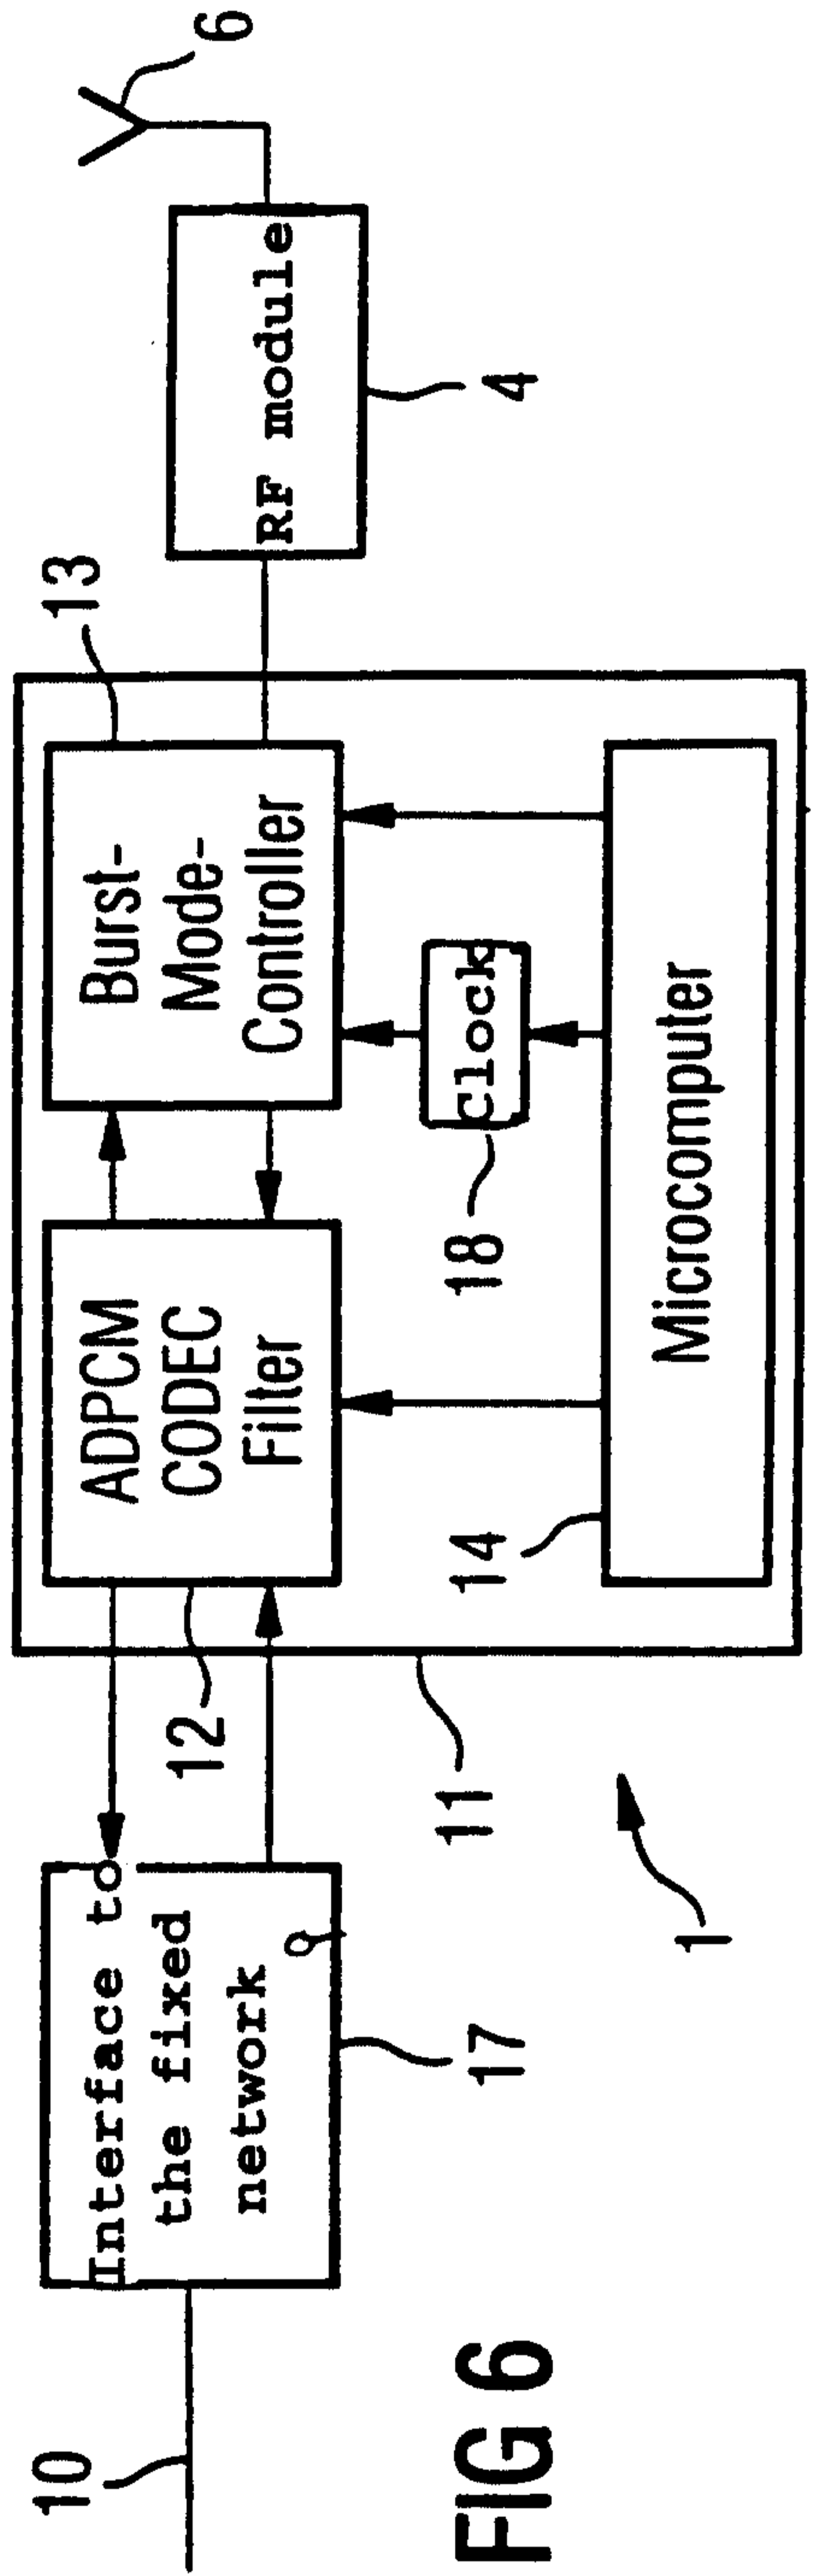 10
Interface to
the fixed
network
17
1
11
12
ADPCM
CODEC
Filter
14
Microcomputer
18
Clock
Burst-
Mode-
Controller
13
RF module
4
6
FIG 6